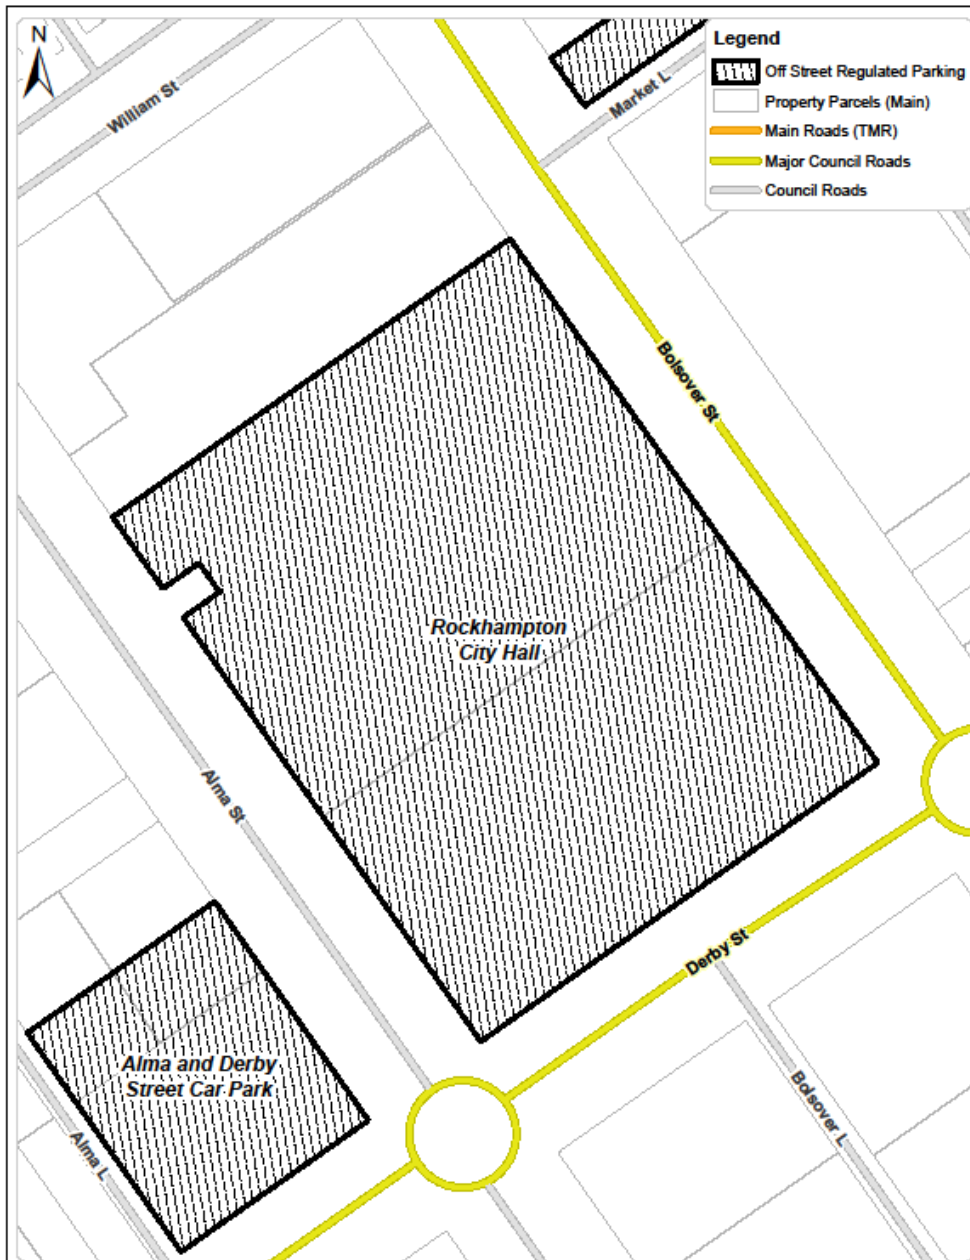 N
William St
Market L
Legend
Off Street Regulated Parking
Property Parcels (Main)
Main Roads (TMR)
Major Council Roads
Council Roads
Bolsover St
Rockhampton
City Hall
Alma St
Derby St
Alma and Derby
Street Car Park
Alma L
Bolsover L